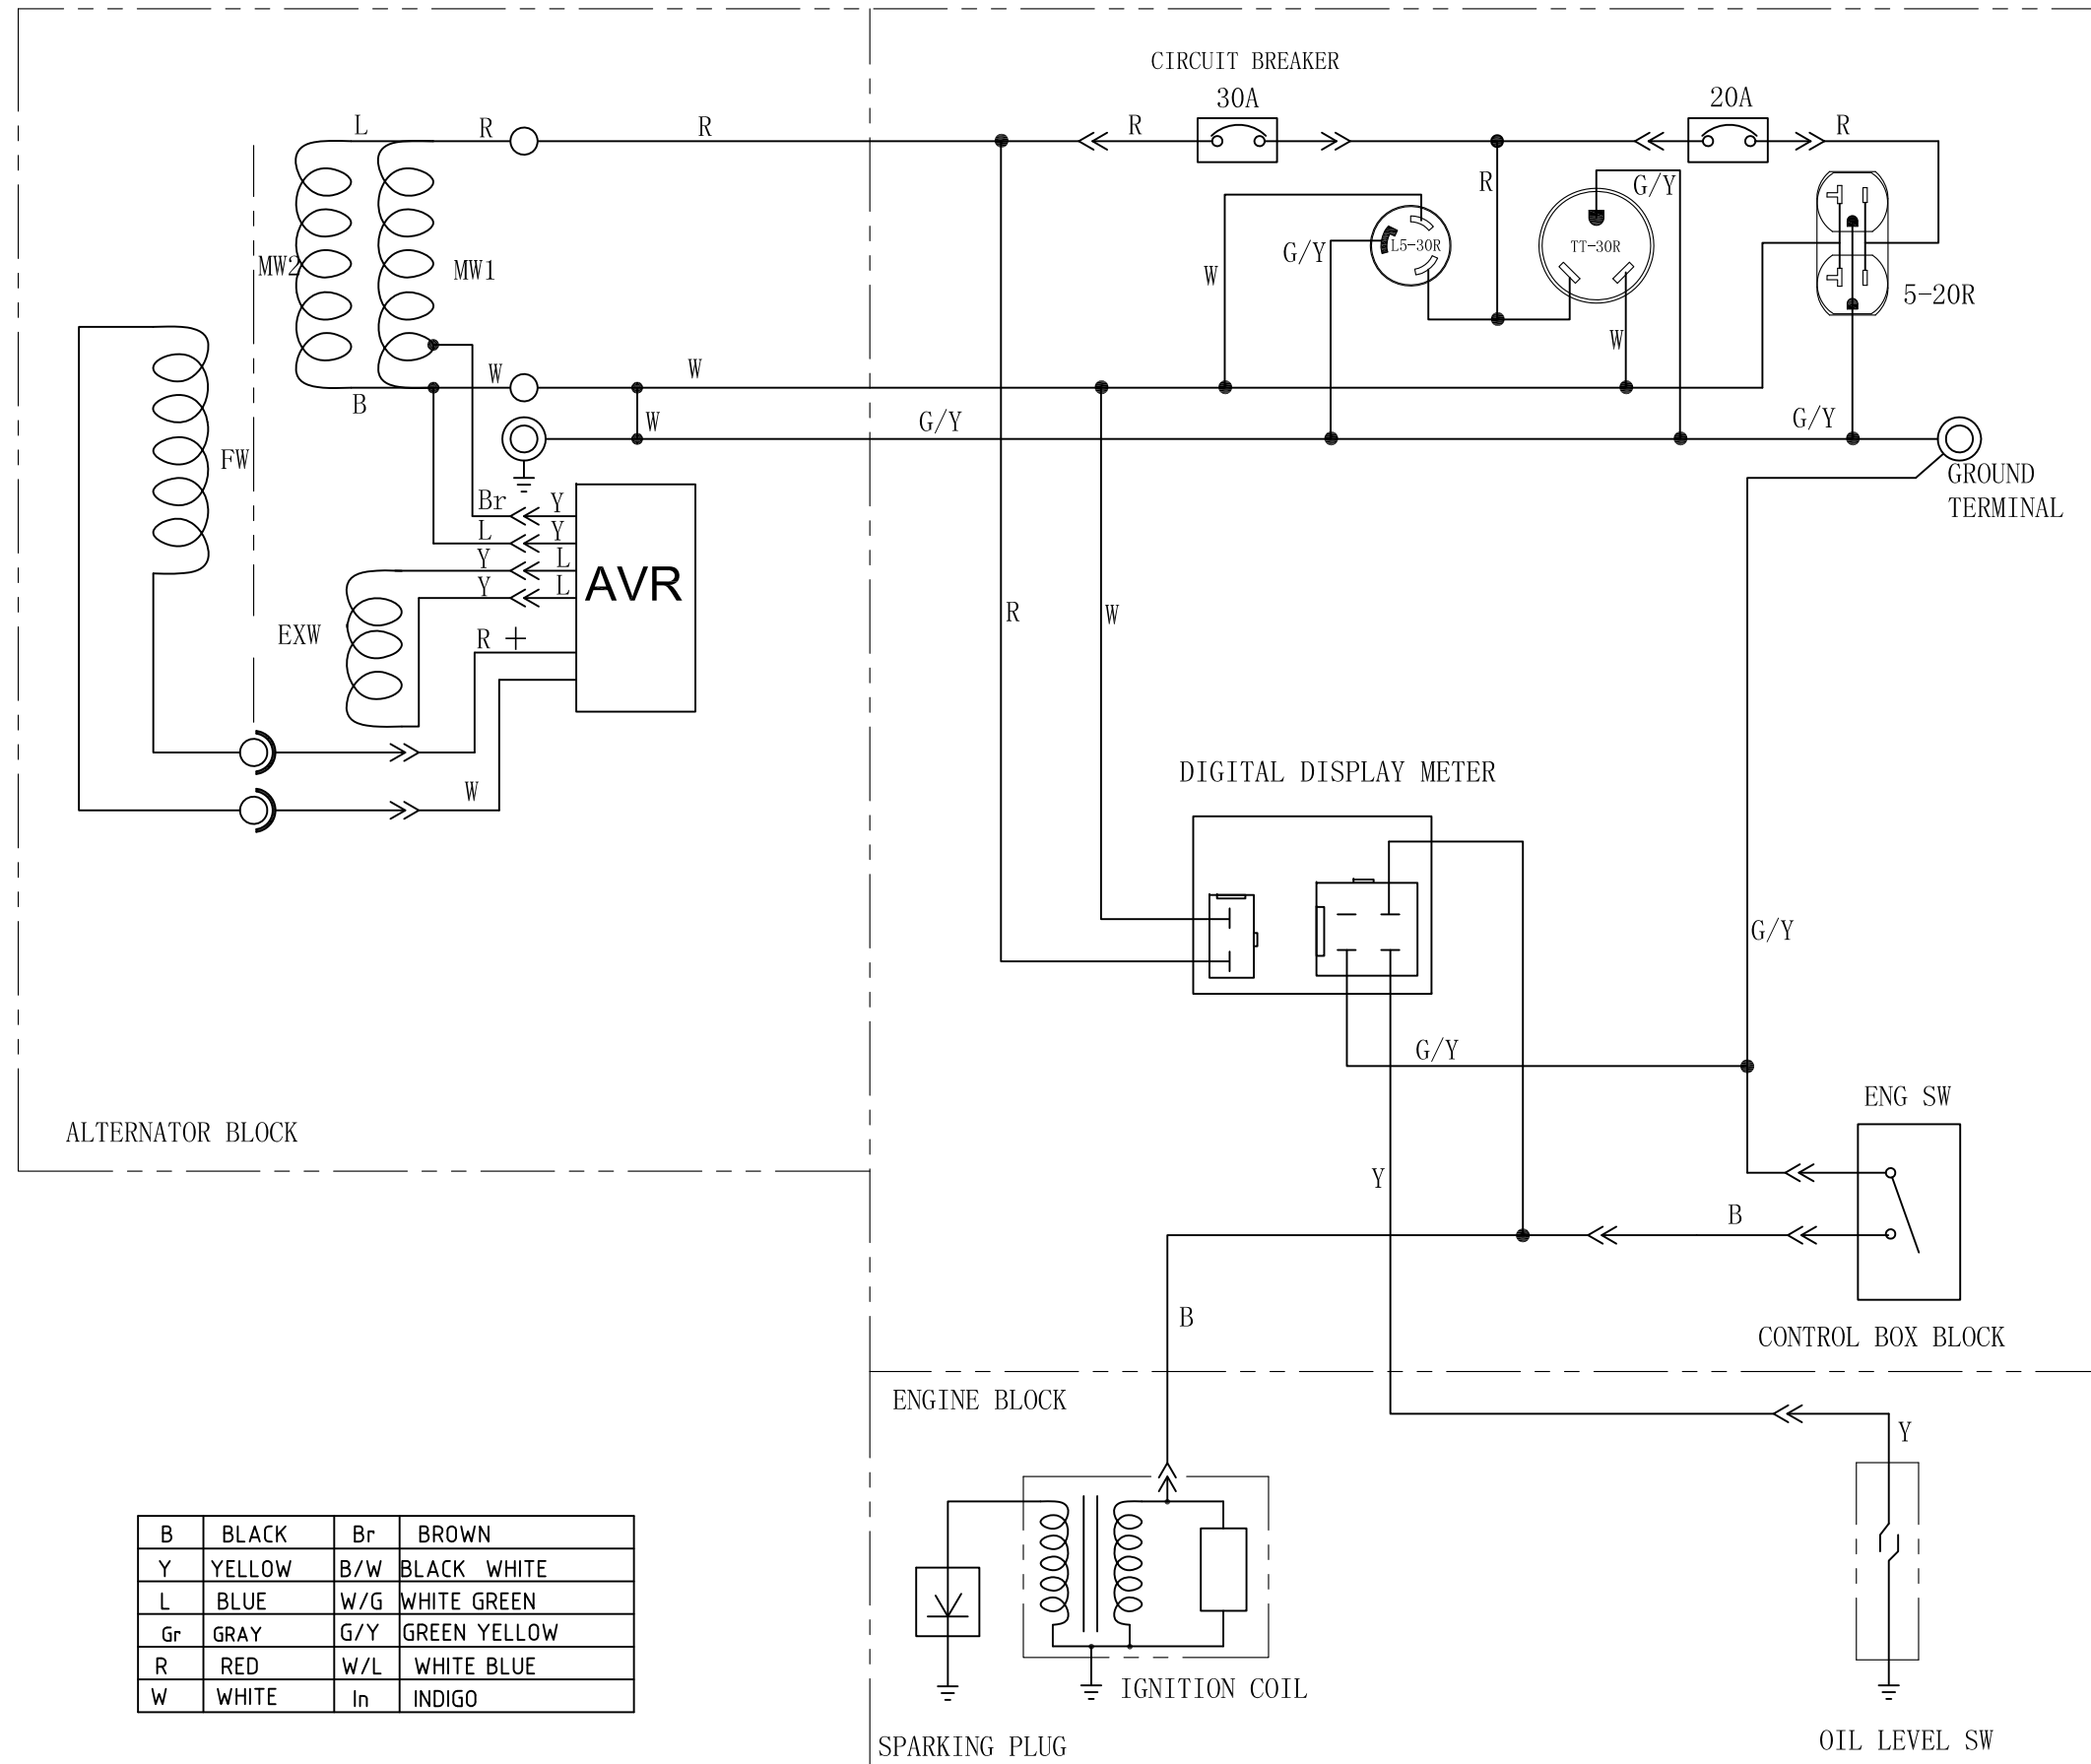 CIRCUIT BREAKER
30A
20A
L
R
R
R
R
MW2
MW1
R
G/Y
L5-30R
TT-30R
G/Y
W
5-20R
W
W
W
B
W
G/Y
G/Y
FW
GROUND
TERMINAL
Br
Y
L
Y
Y
L
Y
L
AVR
EXW
R +
R
W
W
DIGITAL DISPLAY METER
G/Y
G/Y
ENG SW
ALTERNATOR BLOCK
Y
B
B
CONTROL BOX BLOCK
ENGINE BLOCK
Y
B BLACK Br BROWN
Y YELLOW B/W BLACK WHITE
L BLUE W/G WHITE GREEN
Gr GRAY G/Y GREEN YELLOW
R RED W/L WHITE BLUE
W WHITE In INDIGO
IGNITION COIL
SPARKING PLUG
OIL LEVEL SW